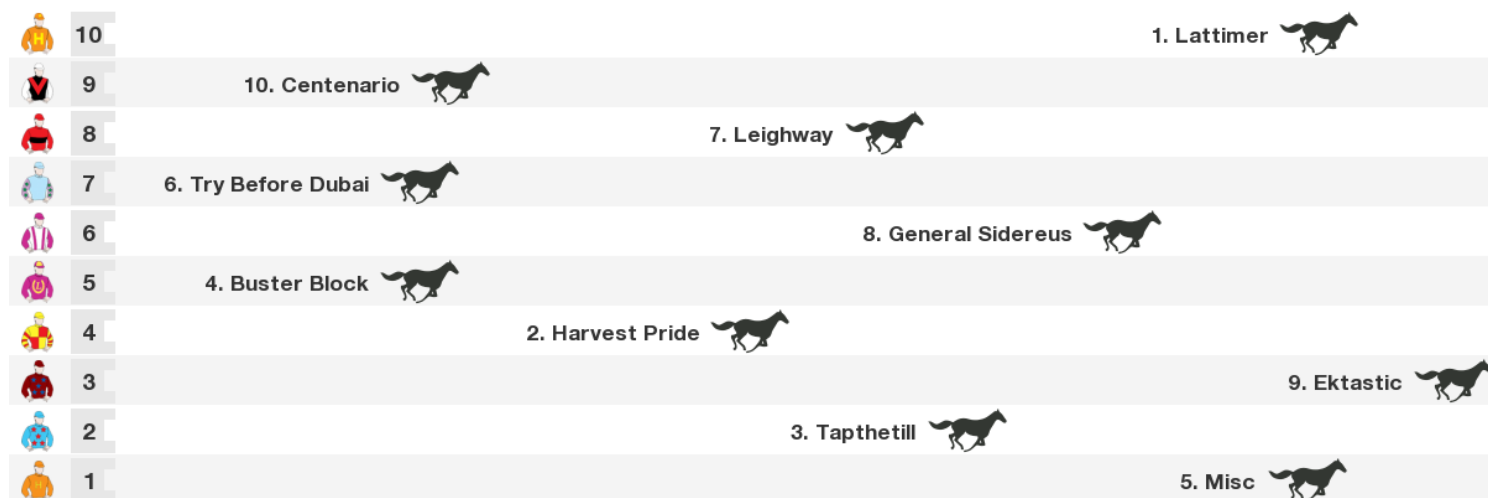 10 1. Lattimer
9 10. Centenario
8 7. Leighway
7 6. Try Before Dubai
6 8. General Sidereus
5 4. Buster Block
4 2. Harvest Pride
3 9. Ektastic
2 3. Tapthetill
1 5. Misc